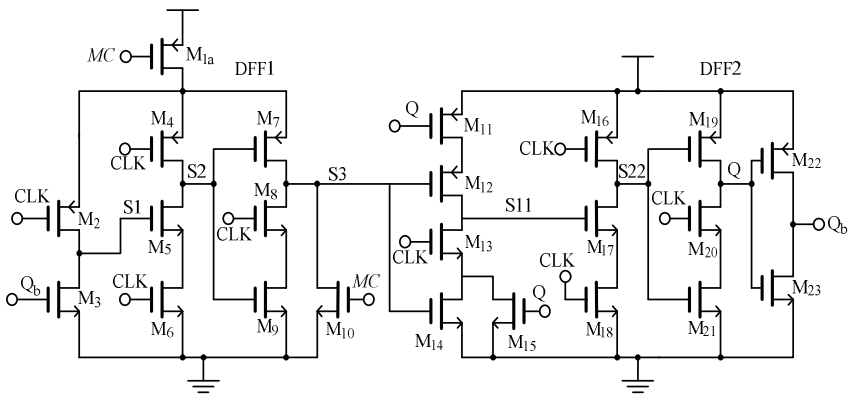 MC
M1a
DFF1
DFF2
M4
M7
Q
M11
M16
M19
CLK
CLK
M22
S2
S3
S22
Q
CLK
S1
M8
M12
M2
CLK
S11
CLK
Qb
M5
M13
M17
M20
CLK
CLK
Qb
M3
CLK
MC
Q
M23
M6
M9
M10
M14
M15
M18
M21